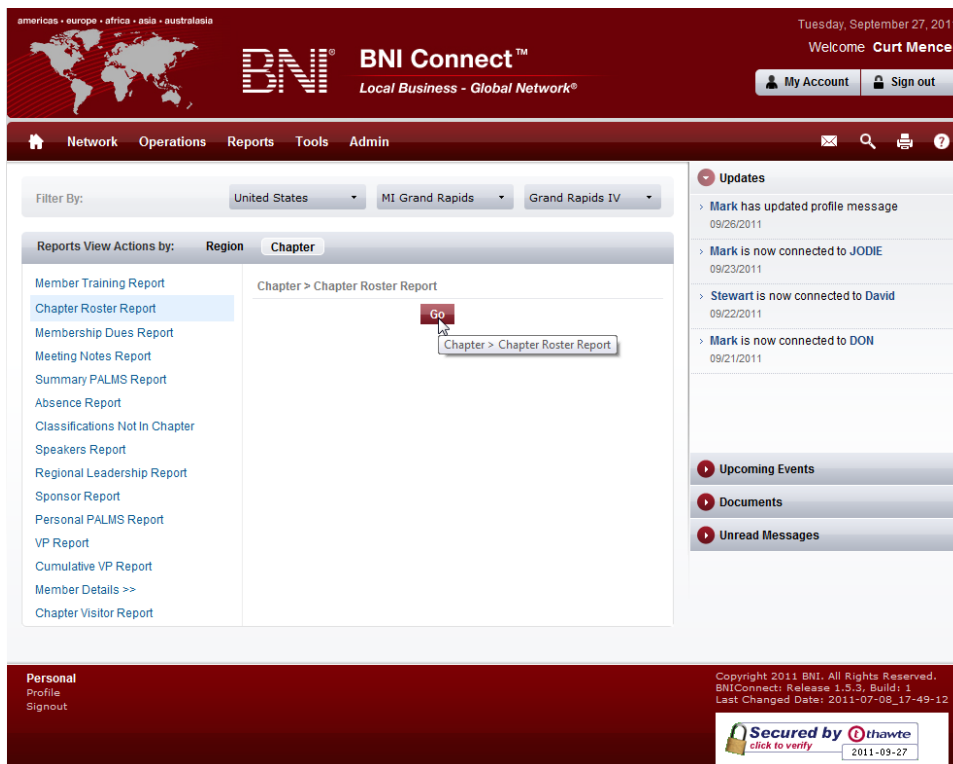 americas • europe • africa • asia • australasia
Tuesday, September 27, 201
BNI®
BNI Connect™
Local Business - Global Network®
Welcome Curt Mence
My Account
Sign out
Network Operations Reports Tools Admin
Filter By:
United States
MI Grand Rapids
Grand Rapids IV
Reports View Actions by: Region Chapter
Member Training Report
Chapter Roster Report
Membership Dues Report
Meeting Notes Report
Summary PALMS Report
Absence Report
Classifications Not In Chapter
Speakers Report
Regional Leadership Report
Sponsor Report
Personal PALMS Report
VP Report
Cumulative VP Report
Member Details >>
Chapter Visitor Report
Chapter > Chapter Roster Report
Go
Chapter > Chapter Roster Report
Updates
Mark has updated profile message
09/26/2011
Mark is now connected to JODIE
09/23/2011
Stewart is now connected to David
09/22/2011
Mark is now connected to DON
09/21/2011
Upcoming Events
Documents
Unread Messages
Personal
Profile
Signout
Copyright 2011 BNI. All Rights Reserved.
BNIConnect: Release 1.5.3, Build: 1
Last Changed Date: 2011-07-08_17-49-12
Secured by thawte
click to verify
2011-09-27